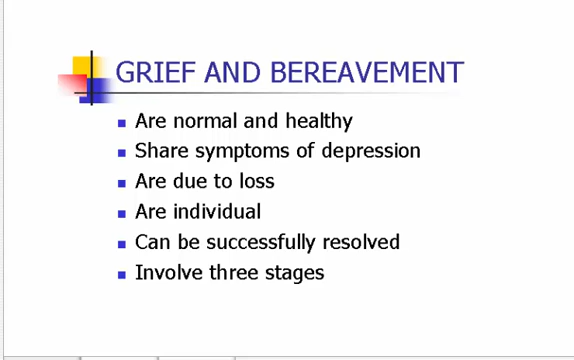 GRIEF AND BEREAVEMENT
Are normal and healthy
Share symptoms of depression
Are due to loss
Are individual
Can be successfully resolved
Involve three stages